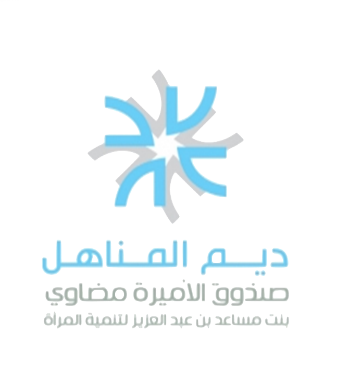 ديم المناهل
صندوق الأميرة مضاوي
بنت مساعد بن عبد العزيز لتنمية المرأة